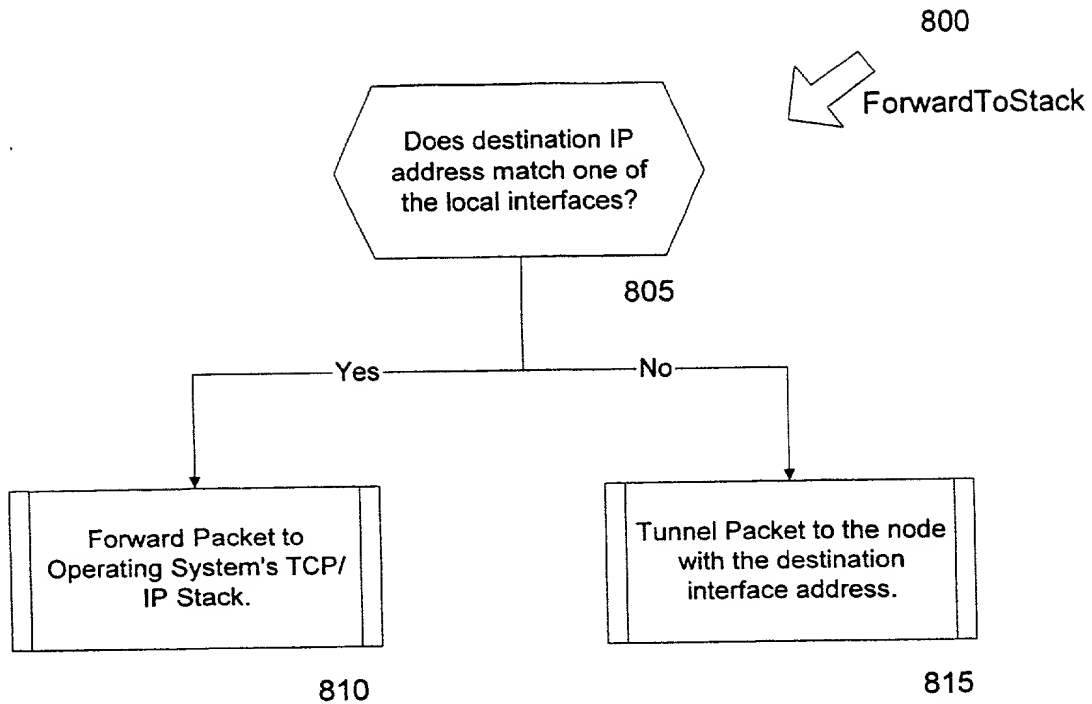 800
ForwardToStack
Does destination IP
address match one of
the local interfaces?
805
Yes
No
Forward Packet to
Operating System's TCP/
IP Stack.
810
Tunnel Packet to the node
with the destination
interface address.
815